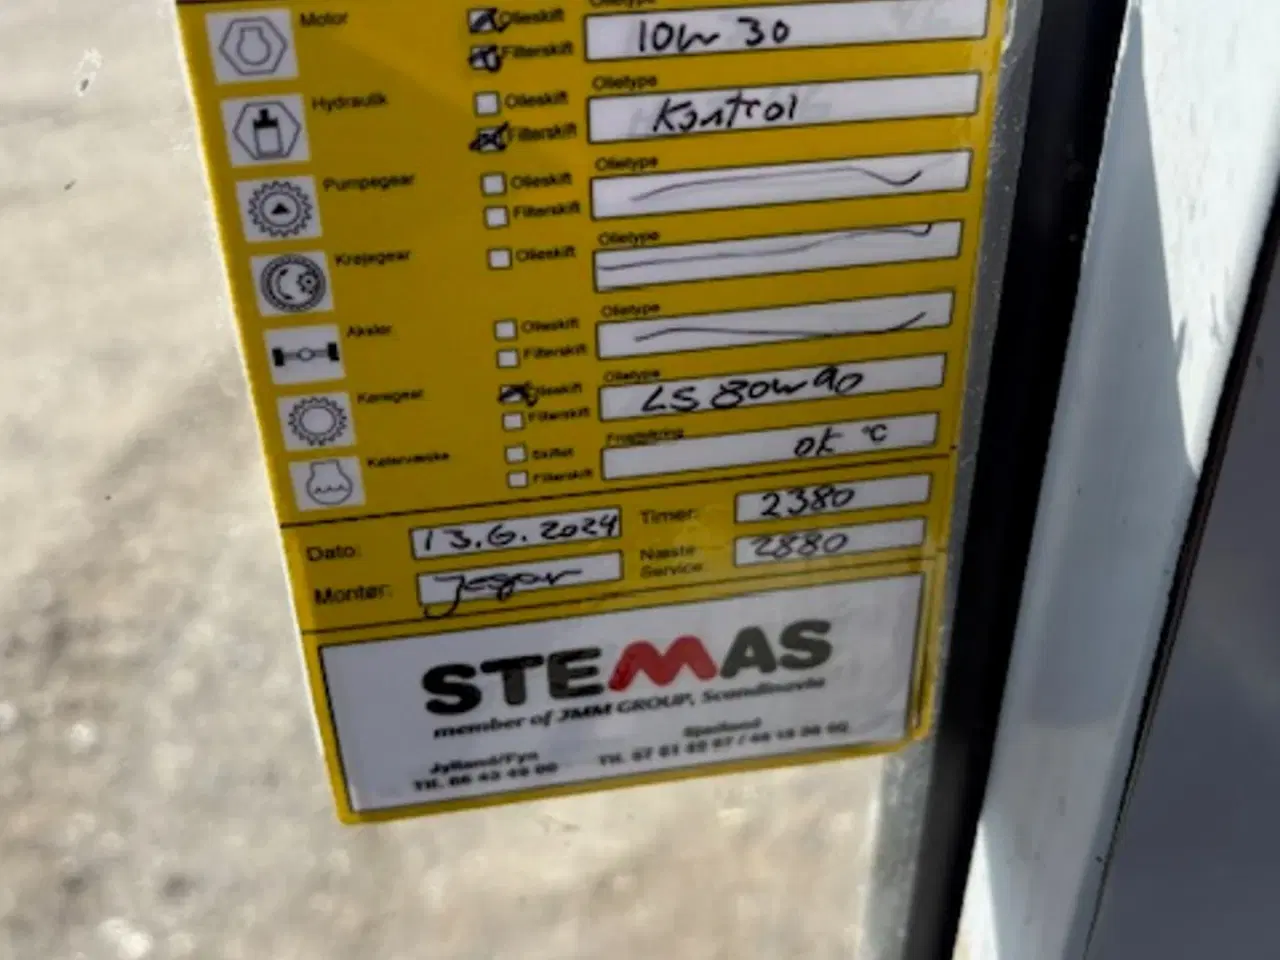 Motor Olieskift 10W 30
Filterskift
Hydraulik Olieskift Olietype
Filterskift Kontrol
Pumpegear Olieskift Olietype
Filterskift
Krøjegear Olieskift Olietype
Aksler Olieskift Olietype
Filterskift
Køregear Olieskift Olietype
Filterskift LS 80W90
Kølervæske Skiftet Frostsikring
Filterskift ok °C
Dato: 13.6.2024 Timer: 2380
Montør: Næste Service: 2880
STEMAS
member of JMM GROUP, Scandinavia
Jylland/Fyn Sjælland